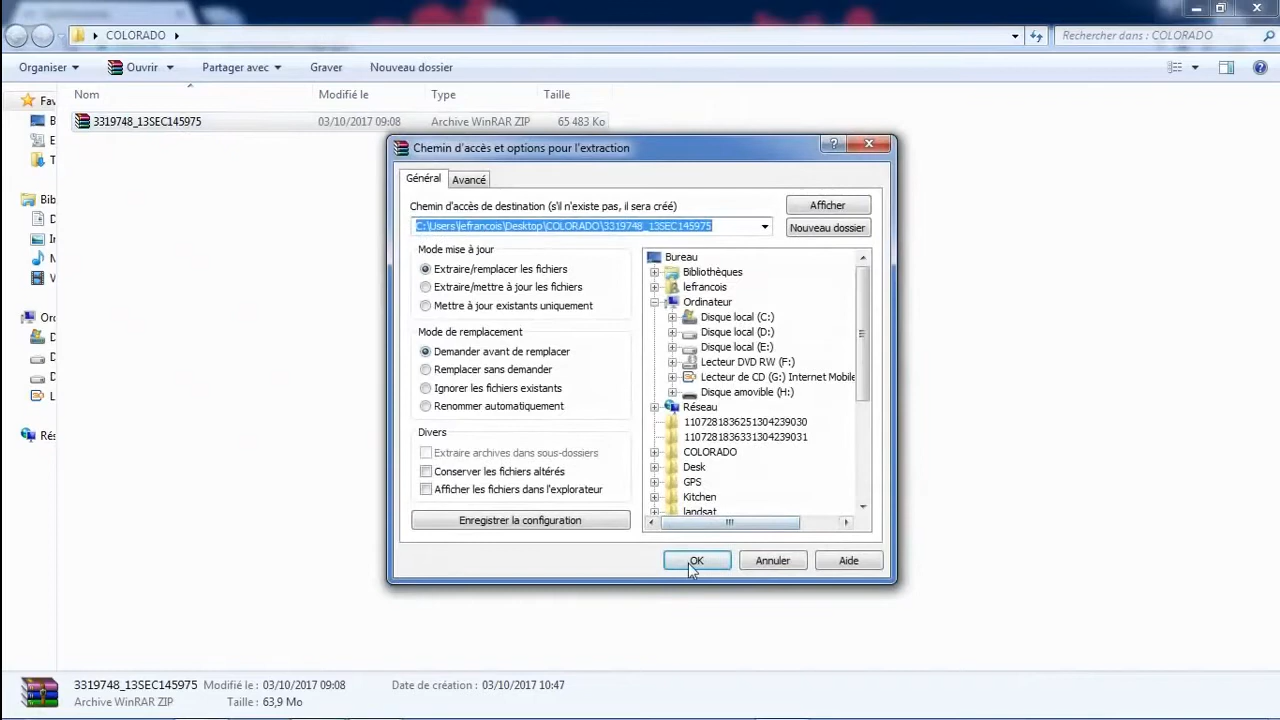 COLORADO
Rechercher dans : COLORADO
Organiser
Ouvrir
Partager avec
Graver
Nouveau dossier
Nom
Modifié le
Type
Taille
Fav
3319748_13SEC145975
03/10/2017 09:08
Archive WinRAR ZIP
65 483 Ko
B
E
T
Bib
D
In
N
V
Orc
D
D
D
L
Rés
Chemin d'accès et options pour l'extraction
Général
Avancé
Chemin d'accès de destination (s'il n'existe pas, il sera créé)
Afficher
C:\Users\lefrancois\Desktop\COLORADO\3319748_13SEC145975
Nouveau dossier
Mode mise à jour
Extraire/remplacer les fichiers
Extraire/mettre à jour les fichiers
Mettre à jour existants uniquement
Mode de remplacement
Demander avant de remplacer
Remplacer sans demander
Ignorer les fichiers existants
Renommer automatiquement
Divers
Extraire archives dans sous-dossiers
Conserver les fichiers altérés
Afficher les fichiers dans l'explorateur
Enregistrer la configuration
Bureau
Bibliothèques
lefrancois
Ordinateur
Disque local (C:)
Disque local (D:)
Disque local (E:)
Lecteur DVD RW (F:)
Lecteur de CD (G:) Internet Mobile
Disque amovible (H:)
Réseau
1107281836251304239030
1107281836331304239031
COLORADO
Desk
GPS
Kitchen
landsat
OK
Annuler
Aide
3319748_13SEC145975 Modifié le : 03/10/2017 09:08
Date de création : 03/10/2017 10:47
Archive WinRAR ZIP
Taille : 63,9 Mo